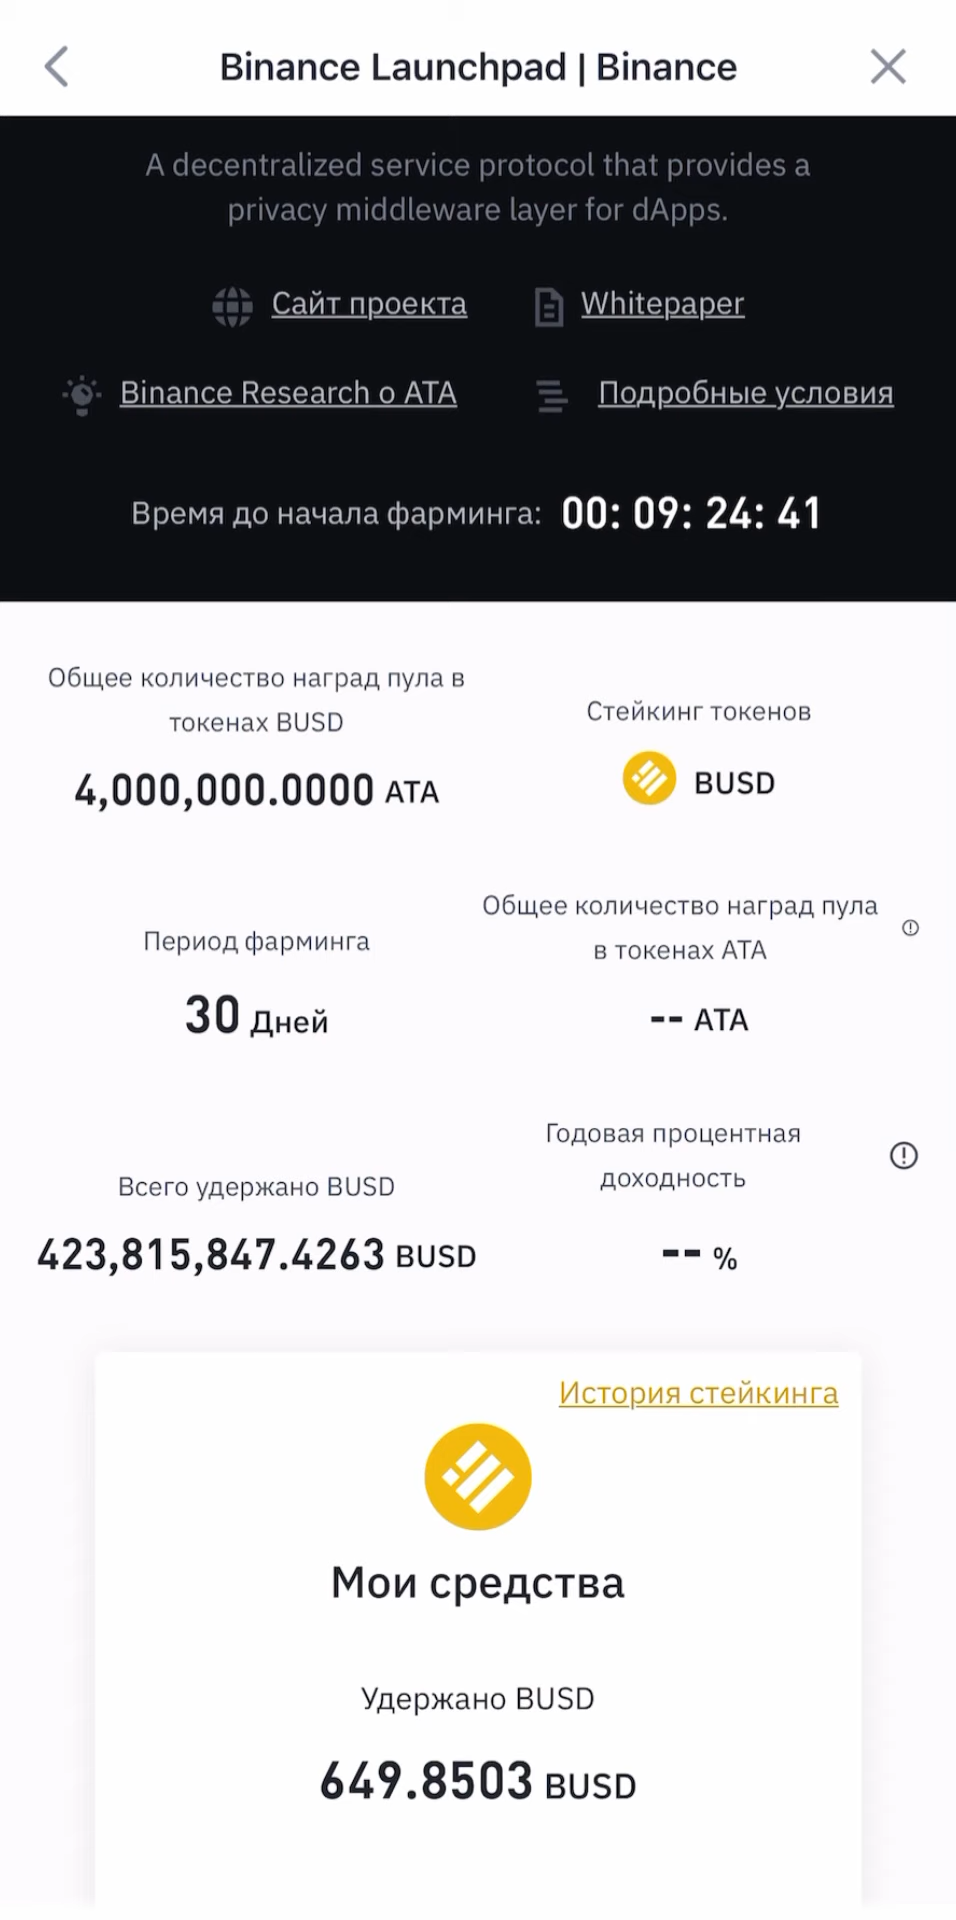 Binance Launchpad | Binance
A decentralized service protocol that provides a
privacy middleware layer for dApps.
Сайт проекта
Whitepaper
Binance Research о ATA
Подробные условия
Время до начала фарминга: 00: 09: 24: 41
Общее количество наград пула в
токенах BUSD
4,000,000.0000 ATA
Стейкинг токенов
BUSD
Период фарминга
30 Дней
Общее количество наград пула
в токенах ATA
-- ATA
Всего удержано BUSD
423,815,847.4263 BUSD
Годовая процентная
доходность
-- %
История стейкинга
Мои средства
Удержано BUSD
649.8503 BUSD